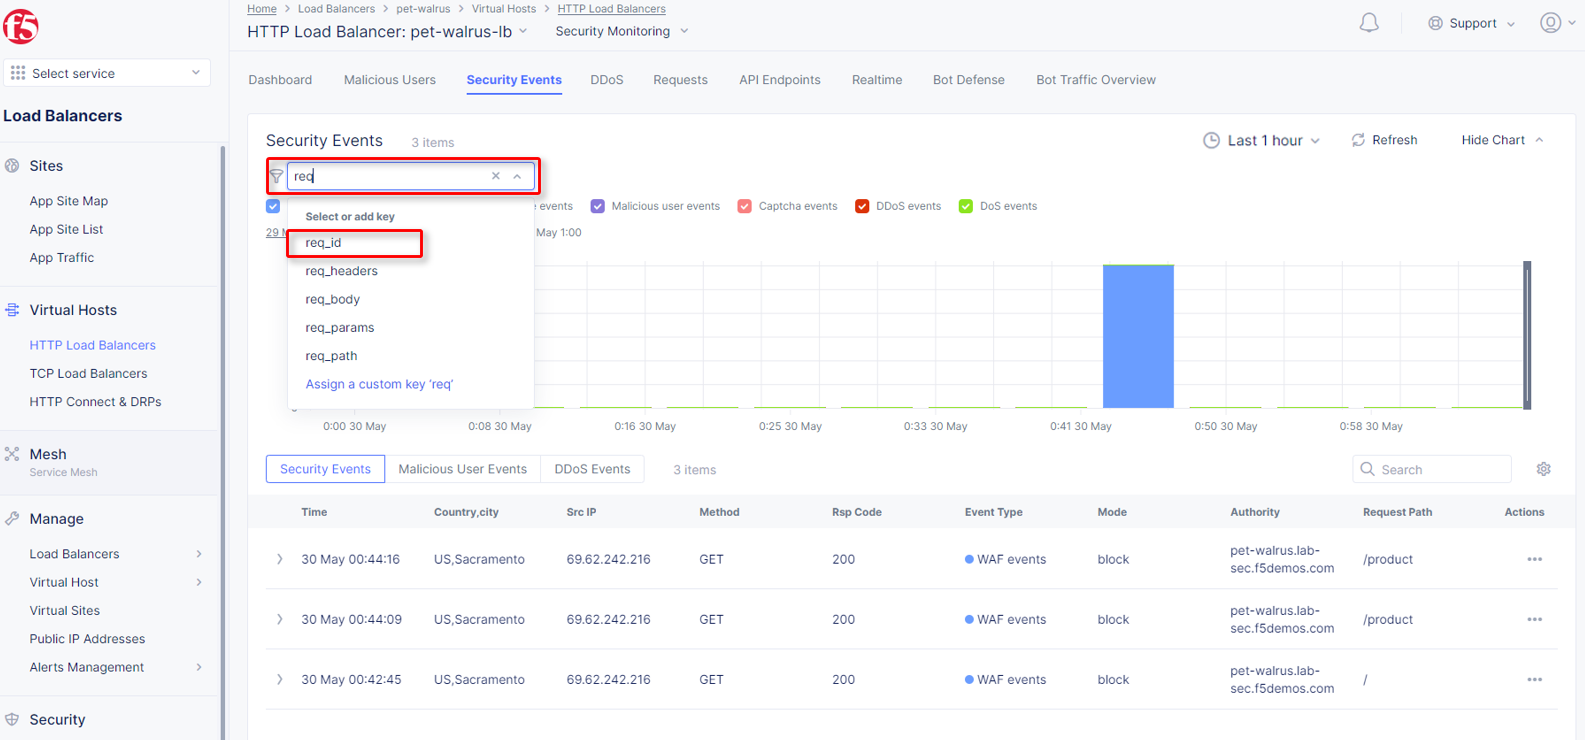 f5
Home > Load Balancers > pet-walrus > Virtual Hosts > HTTP Load Balancers
HTTP Load Balancer: pet-walrus-lb
Security Monitoring
Support
Select service
Load Balancers
Sites
App Site Map
App Site List
App Traffic
Virtual Hosts
HTTP Load Balancers
TCP Load Balancers
HTTP Connect & DRPs
Mesh
Service Mesh
Manage
Load Balancers
Virtual Host
Virtual Sites
Public IP Addresses
Alerts Management
Security
Dashboard Malicious Users Security Events DDoS Requests API Endpoints Realtime Bot Defense Bot Traffic Overview
Security Events 3 items
Last 1 hour Refresh Hide Chart
req
events Malicious user events Captcha events DDoS events DoS events
29 May 1:00
Select or add key
req_id
req_headers
req_body
req_params
req_path
Assign a custom key 'req'
0:00 30 May 0:08 30 May 0:16 30 May 0:25 30 May 0:33 30 May 0:41 30 May 0:50 30 May 0:58 30 May
Security Events Malicious User Events DDoS Events 3 items Search
Time Country,city Src IP Method Rsp Code Event Type Mode Authority Request Path Actions
30 May 00:44:16 US,Sacramento 69.62.242.216 GET 200 WAF events block pet-walrus.lab- /product
sec.f5demos.com
30 May 00:44:09 US,Sacramento 69.62.242.216 GET 200 WAF events block pet-walrus.lab- /product
sec.f5demos.com
30 May 00:42:45 US,Sacramento 69.62.242.216 GET 200 WAF events block pet-walrus.lab- /
sec.f5demos.com